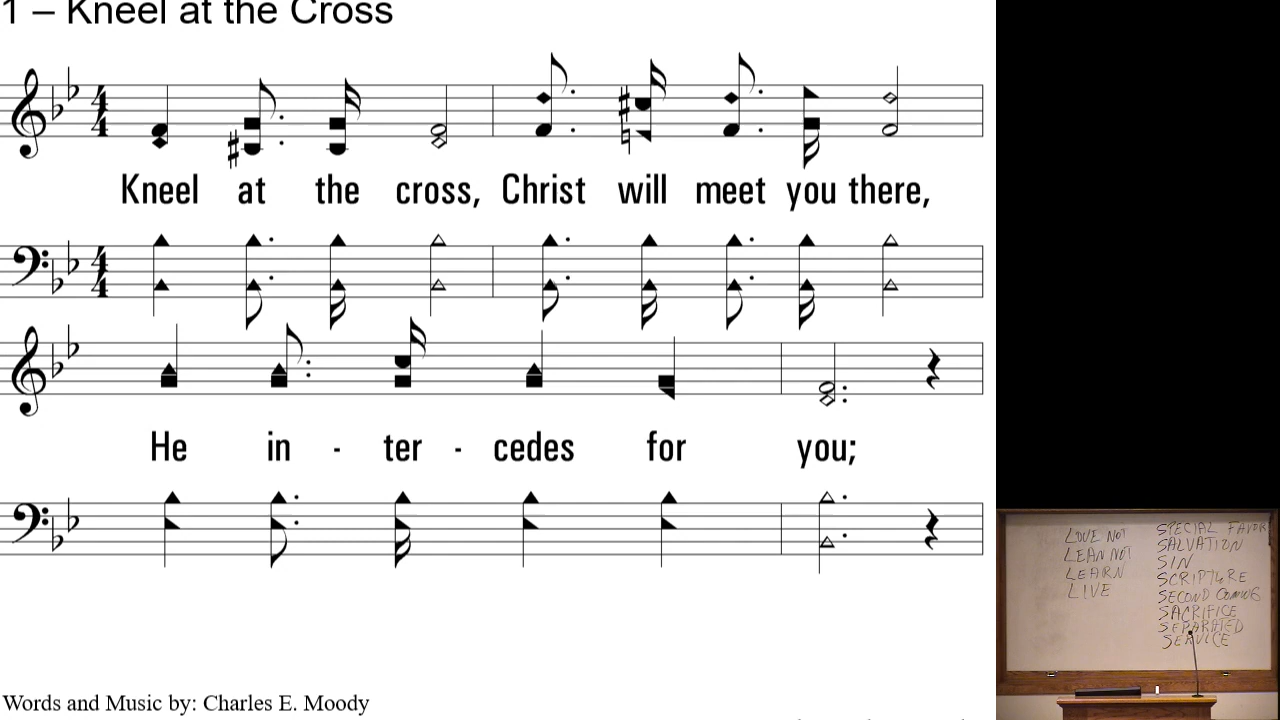 1 – Kneel at the Cross
Kneel at the cross, Christ will meet you there,
He in - ter - cedes for you;
Words and Music by: Charles E. Moody
LOVE NOT
LEAN NOT
LEARN
LIVE
SPECIAL FAVOR
SALVATION
SIN
SCRIPTURE
SECOND COMING
SACRIFICE
SEPARATED
SERVICE